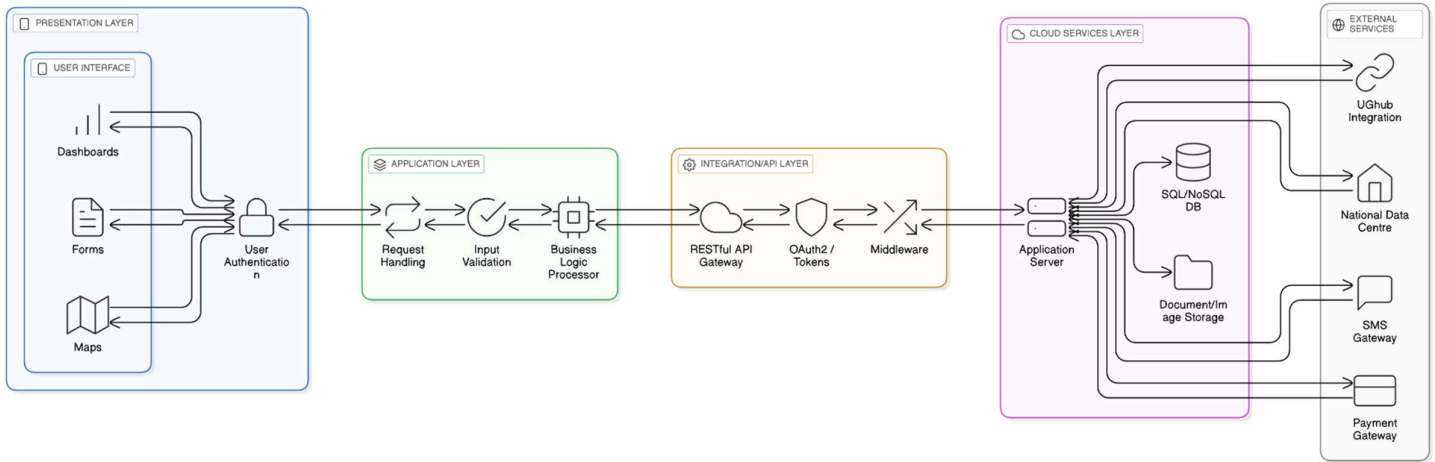 PRESENTATION LAYER
USER INTERFACE
Dashboards
Forms
Maps
User
Authenticatio
n
APPLICATION LAYER
Request
Handling
Input
Validation
Business
Logic
Processor
INTEGRATION/API LAYER
RESTful API
Gateway
OAuth2 /
Tokens
Middleware
CLOUD SERVICES LAYER
Application
Server
SQL/NoSQL
DB
Document/Im
age Storage
EXTERNAL
SERVICES
UGhub
Integration
National Data
Centre
SMS
Gateway
Payment
Gateway